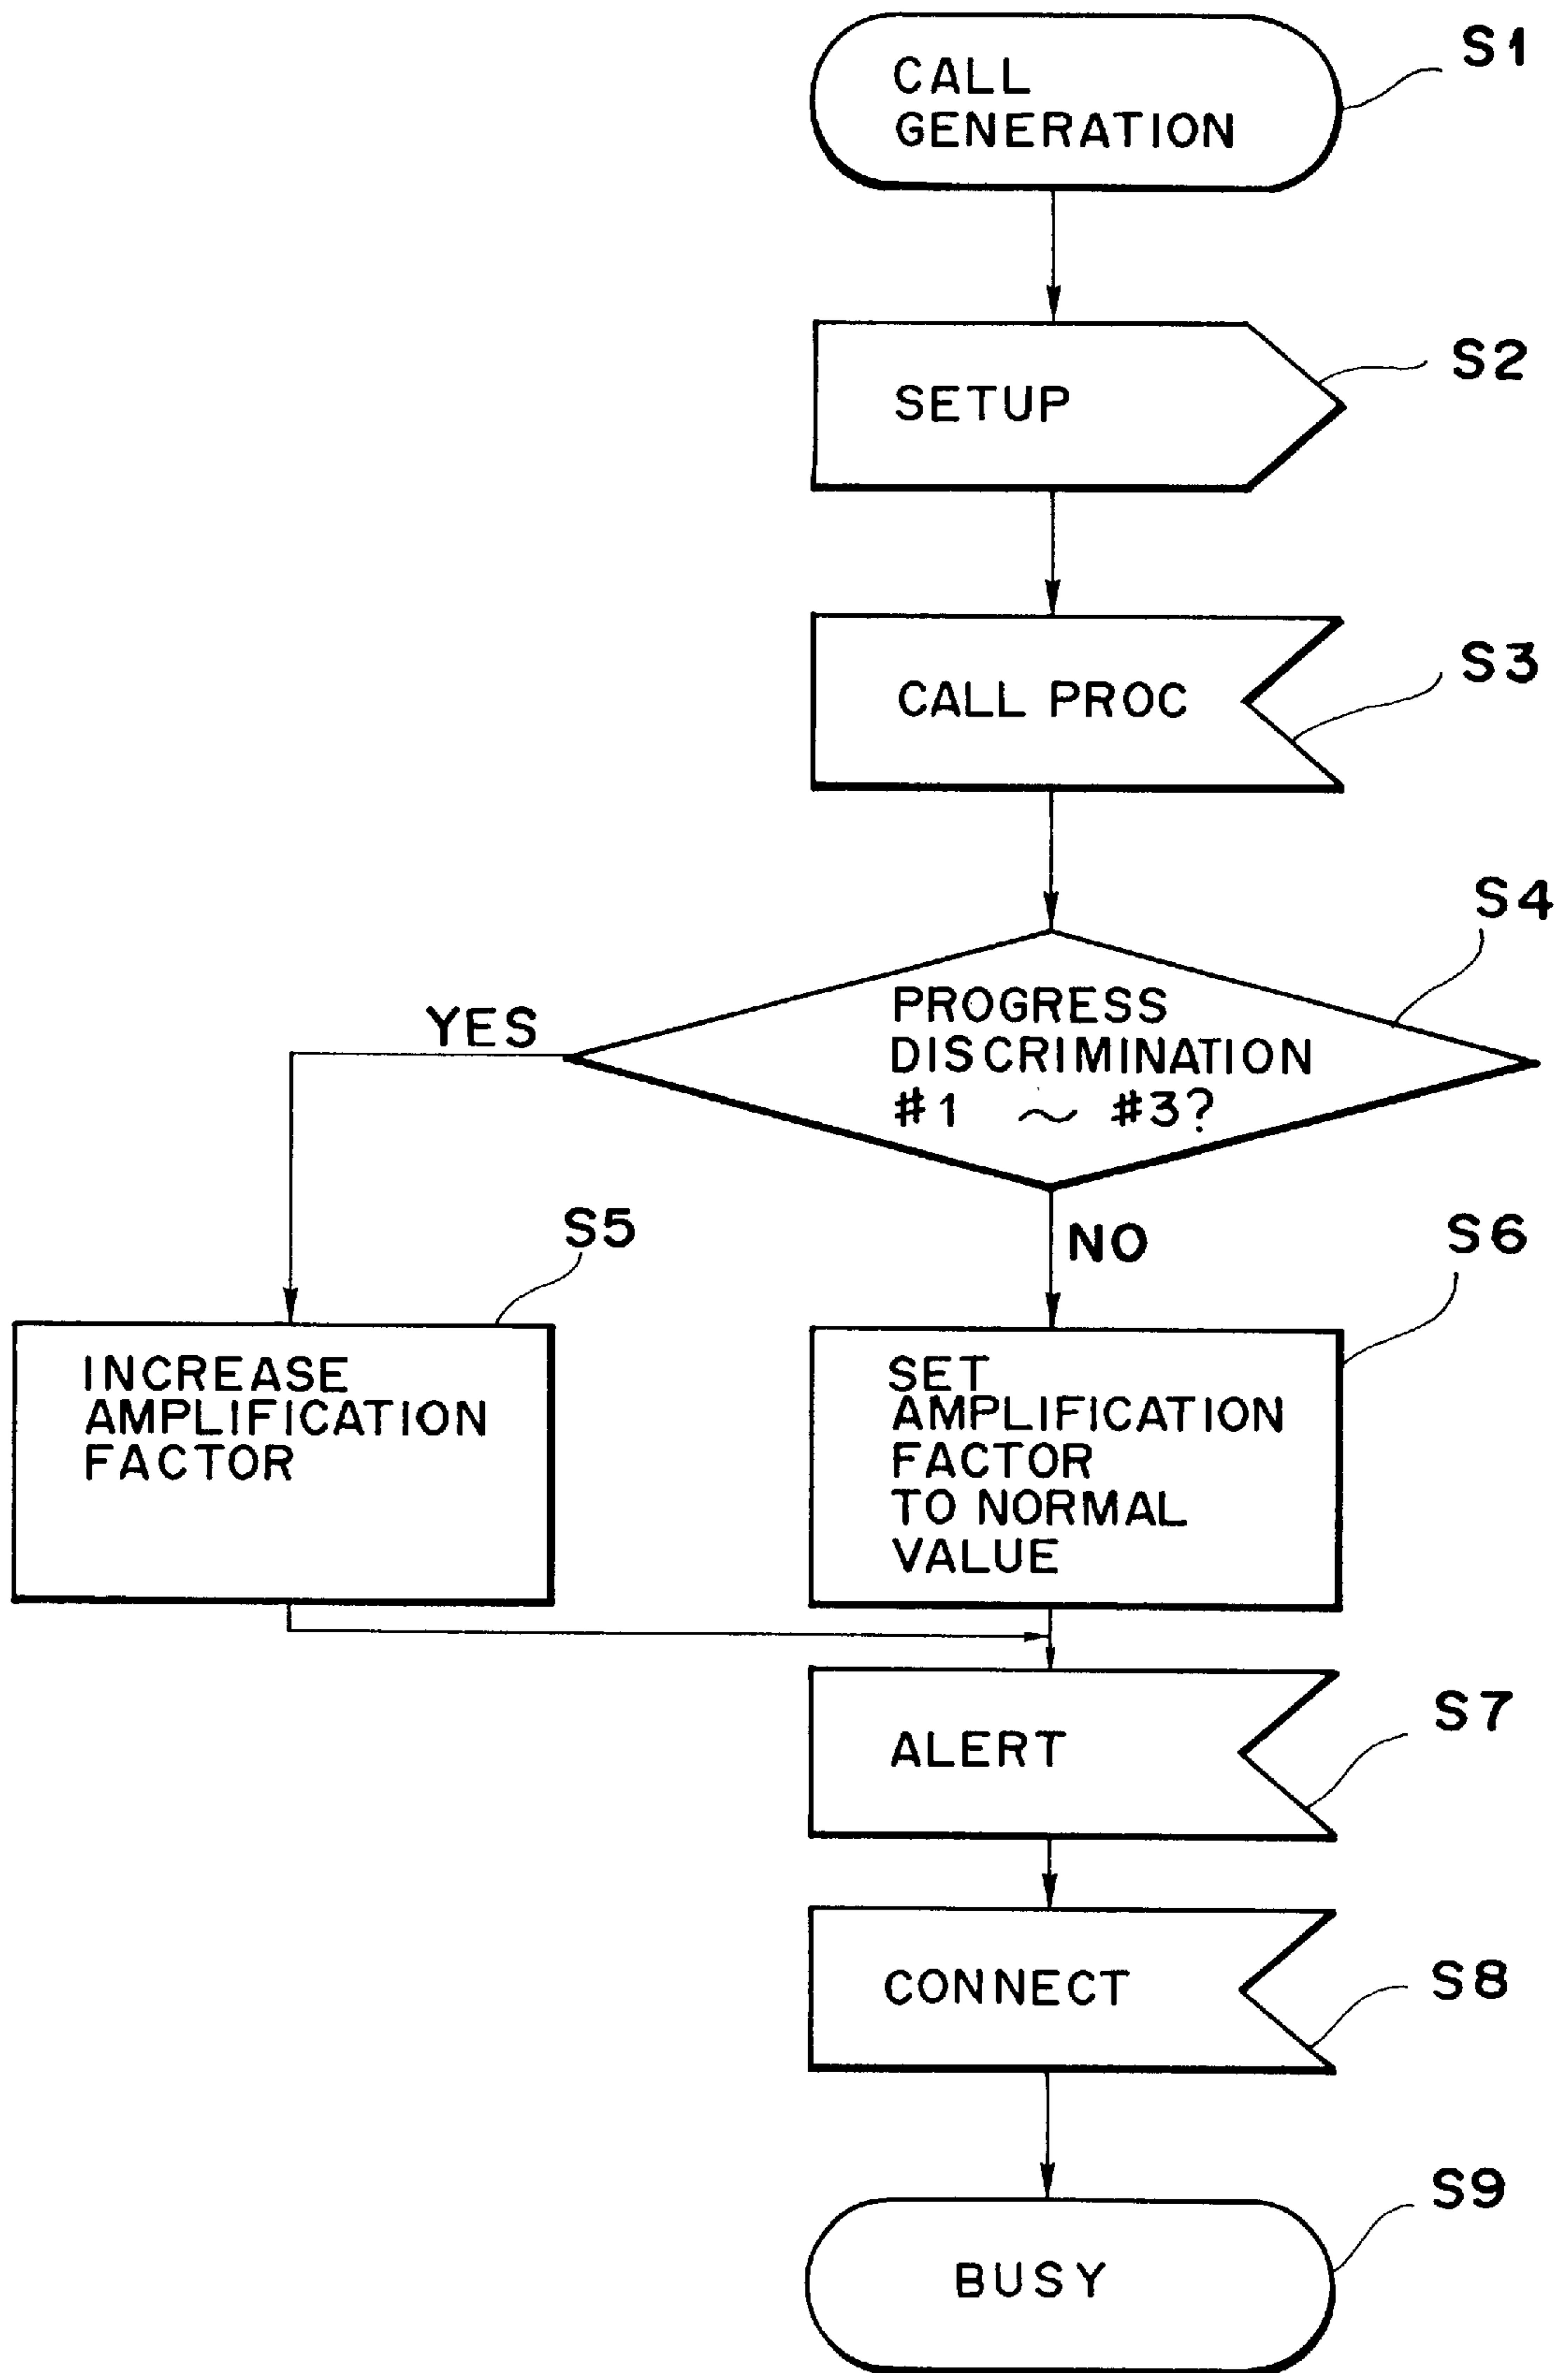 S1
CALL
GENERATION
S2
SETUP
S3
CALL PROC
S4
PROGRESS
DISCRIMINATION
#1 ~ #3?
YES
NO
S5
INCREASE
AMPLIFICATION
FACTOR
S6
SET
AMPLIFICATION
FACTOR
TO NORMAL
VALUE
S7
ALERT
S8
CONNECT
S9
BUSY